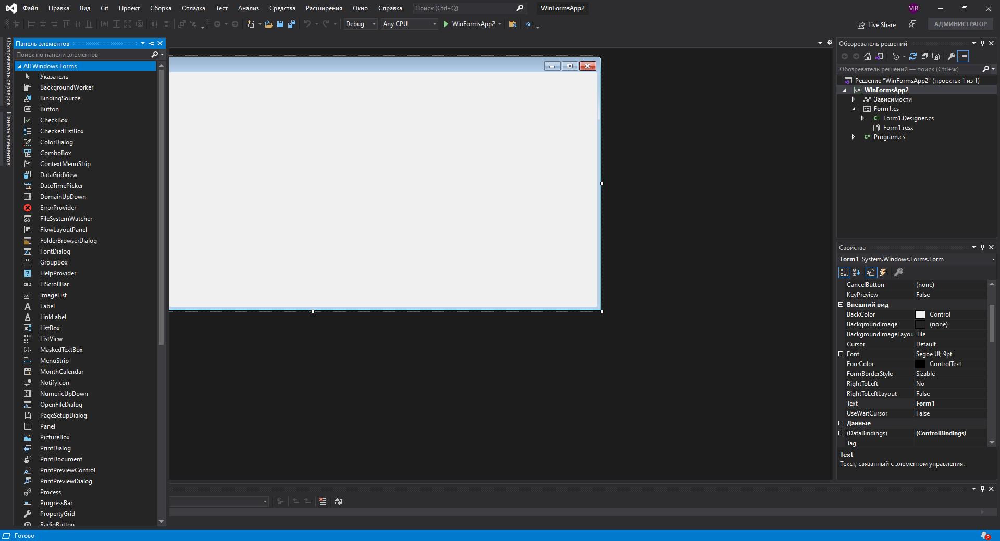 Файл Правка Вид Git Проект Сборка Отладка Тест Анализ Средства Расширения Окно Справка Поиск (Ctrl+Q) WinFormsApp2 MR
Debug Any CPU WinFormsApp2 Live Share АДМИНИСТРАТОР
Обозреватель серверов
Панель элементов
Панель элементов
Поиск по панели элементов
All Windows Forms
Указатель
BackgroundWorker
BindingSource
Button
CheckBox
CheckedListBox
ColorDialog
ComboBox
ContextMenuStrip
DataGridView
DateTimePicker
DomainUpDown
ErrorProvider
FileSystemWatcher
FlowLayoutPanel
FolderBrowserDialog
FontDialog
GroupBox
HelpProvider
HScrollBar
ImageList
Label
LinkLabel
ListBox
ListView
MaskedTextBox
MenuStrip
MonthCalendar
NotifyIcon
NumericUpDown
OpenFileDialog
PageSetupDialog
Panel
PictureBox
PrintDialog
PrintDocument
PrintPreviewControl
PrintPreviewDialog
Process
ProgressBar
PropertyGrid
RadioButton
Обозреватель решений
Обозреватель решений — поиск (Ctrl+ж)
Решение "WinFormsApp2" (проекты: 1 из 1)
WinFormsApp2
Зависимости
Form1.cs
Form1.Designer.cs
Form1.resx
Program.cs
Свойства
Form1 System.Windows.Forms.Form
CancelButton (none)
KeyPreview False
Внешний вид
BackColor Control
BackgroundImage (none)
BackgroundImageLayou Tile
Cursor Default
Font Segoe UI; 9pt
ForeColor ControlText
FormBorderStyle Sizable
RightToLeft No
RightToLeftLayout False
Text Form1
UseWaitCursor False
Данные
(DataBindings) (ControlBindings)
Tag
Text
Текст, связанный с элементом управления.
Готово 2